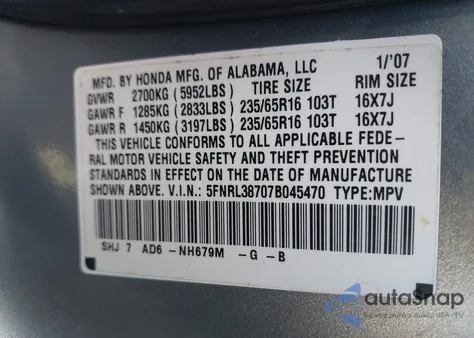 MFD. BY HONDA MFG. OF ALABAMA, LLC 1/'07
GVWR 2700KG (5952LBS) TIRE SIZE RIM SIZE
GAWR F 1285KG (2833LBS) 235/65R16 103T 16X7J
GAWR R 1450KG (3197LBS) 235/65R16 103T 16X7J
THIS VEHICLE CONFORMS TO ALL APPLICABLE FEDE-
RAL MOTOR VEHICLE SAFETY AND THEFT PREVENTION
STANDARDS IN EFFECT ON THE DATE OF MANUFACTURE
SHOWN ABOVE. V.I.N.: 5FNRL38707B045470 TYPE:MPV
SHJ 7 AD6 -NH679M -G -B
autoSnap